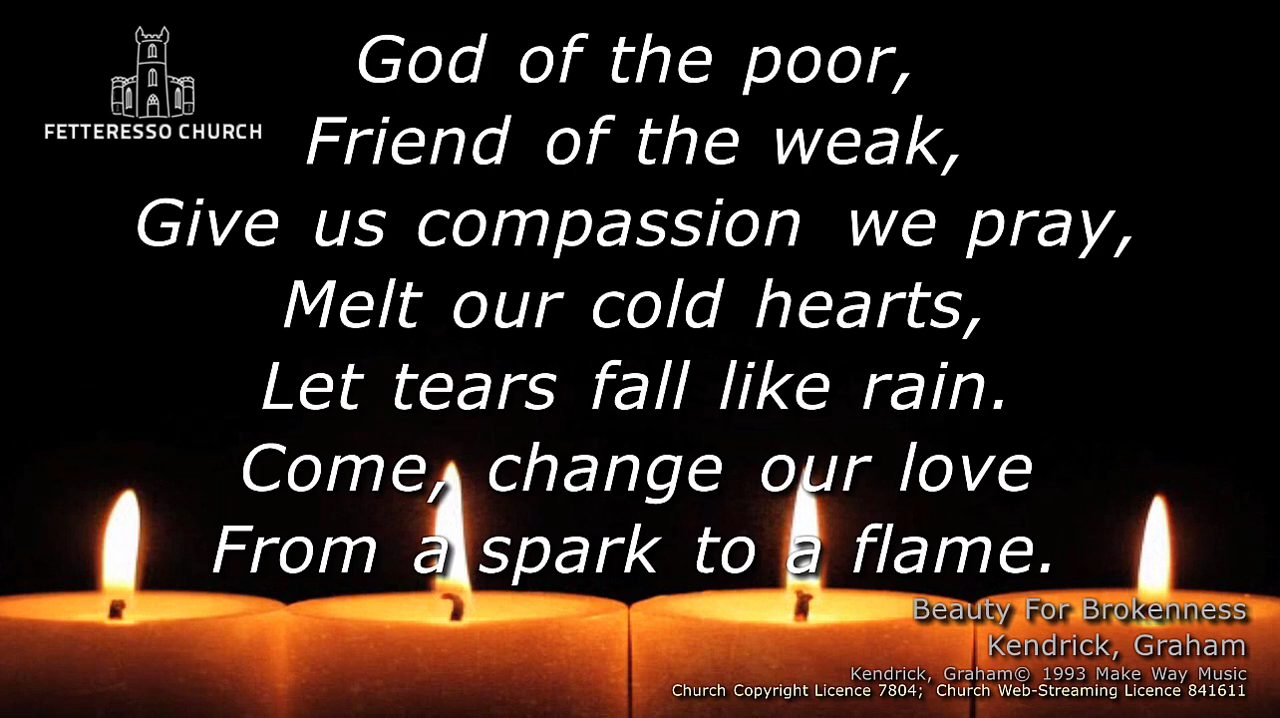 FETTERESSO CHURCH
God of the poor,
Friend of the weak,
Give us compassion we pray,
Melt our cold hearts,
Let tears fall like rain.
Come, change our love
From a spark to a flame.
Beauty For Brokenness
Kendrick, Graham
Kendrick, Graham© 1993 Make Way Music
Church Copyright Licence 7804; Church Web-Streaming Licence 841611